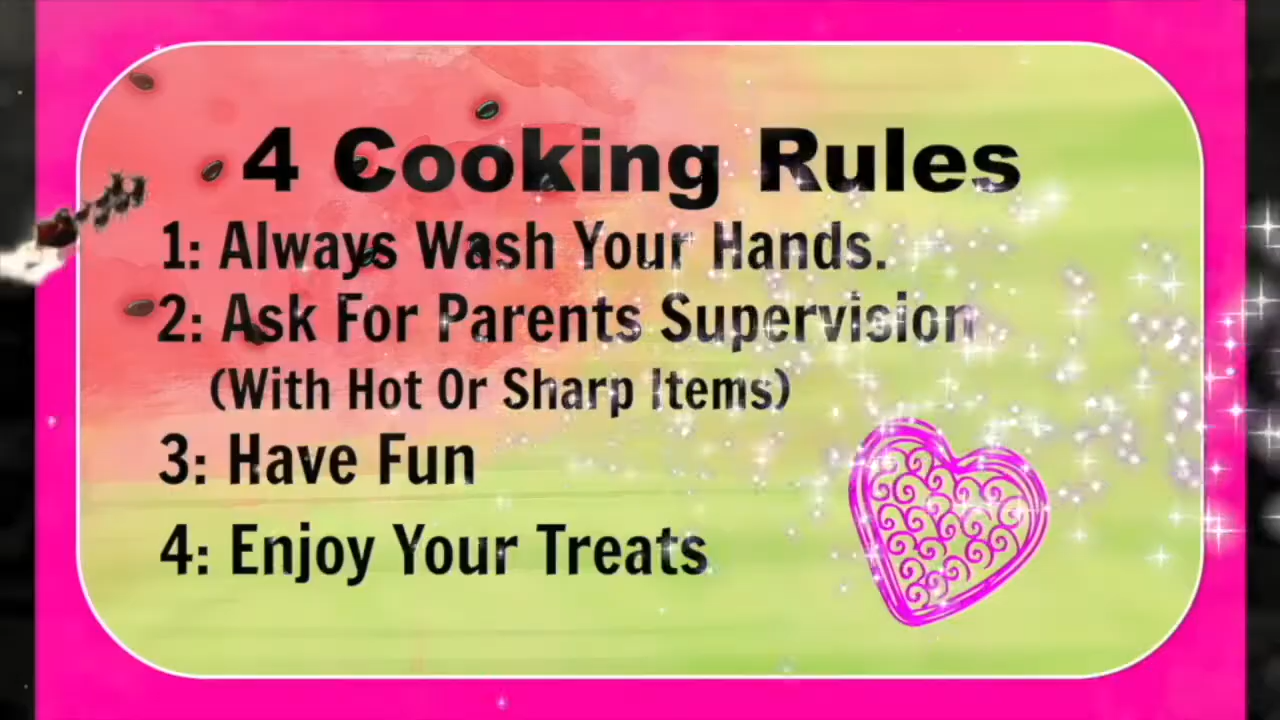 4 Cooking Rules
1: Always Wash Your Hands.
2: Ask For Parents Supervision
(With Hot Or Sharp Items)
3: Have Fun
4: Enjoy Your Treats